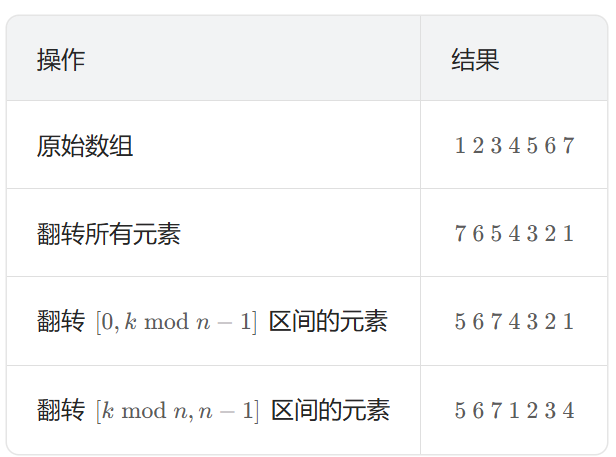 操作 结果
原始数组 1 2 3 4 5 6 7
翻转所有元素 7 6 5 4 3 2 1
翻转 [0, k mod n − 1] 区间的元素 5 6 7 4 3 2 1
翻转 [k mod n, n − 1] 区间的元素 5 6 7 1 2 3 4